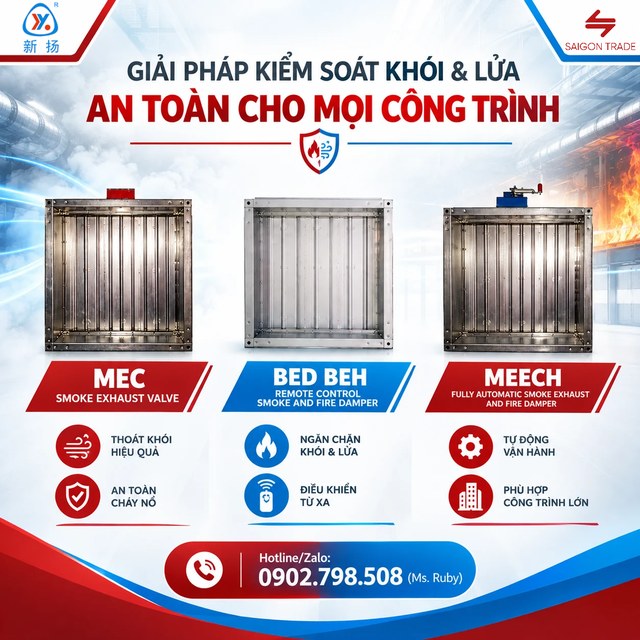 R
新扬
SAIGON TRADE
GIẢI PHÁP KIỂM SOÁT KHÓI & LỬA
AN TOÀN CHO MỌI CÔNG TRÌNH
MEC
SMOKE EXHAUST VALVE
THOÁT KHÓI
HIỆU QUẢ
AN TOÀN
CHÁY NỔ
BED BEH
REMOTE CONTROL
SMOKE AND FIRE DAMPER
NGĂN CHẶN
KHÓI & LỬA
ĐIỀU KHIỂN
TỪ XA
MEECH
FULLY AUTOMATIC SMOKE EXHAUST
AND FIRE DAMPER
TỰ ĐỘNG
VẬN HÀNH
PHÙ HỢP
CÔNG TRÌNH LỚN
Hotline/Zalo:
0902.798.508 (Ms. Ruby)